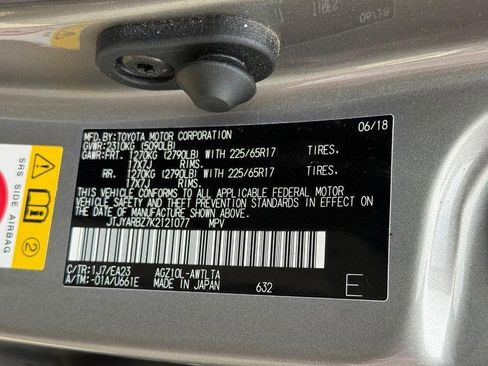 MFD.BY:TOYOTA MOTOR CORPORATION 06/18
GVWR:2310KG (5090LB)
GAWR:FRT. 1270KG (2790LB) WITH 225/65R17 TIRES.
17X7J RIMS.
RR. 1270KG (2790LB) WITH 225/65R17 TIRES.
17X7J RIMS.
THIS VEHICLE CONFORMS TO ALL APPLICABLE FEDERAL MOTOR
VEHICLE SAFETY AND THEFT PREVENTION STANDARDS IN EFFECT
ON THE DATE OF MANUFACTURE SHOWN ABOVE.
JTJYARBZ7K2121077 MPV
C/TR:1J7/EA23 AGZ10L-AWTLTA
A/TM:-01A/U661E MADE IN JAPAN 632 E
SRS SIDE AIRBAG
2